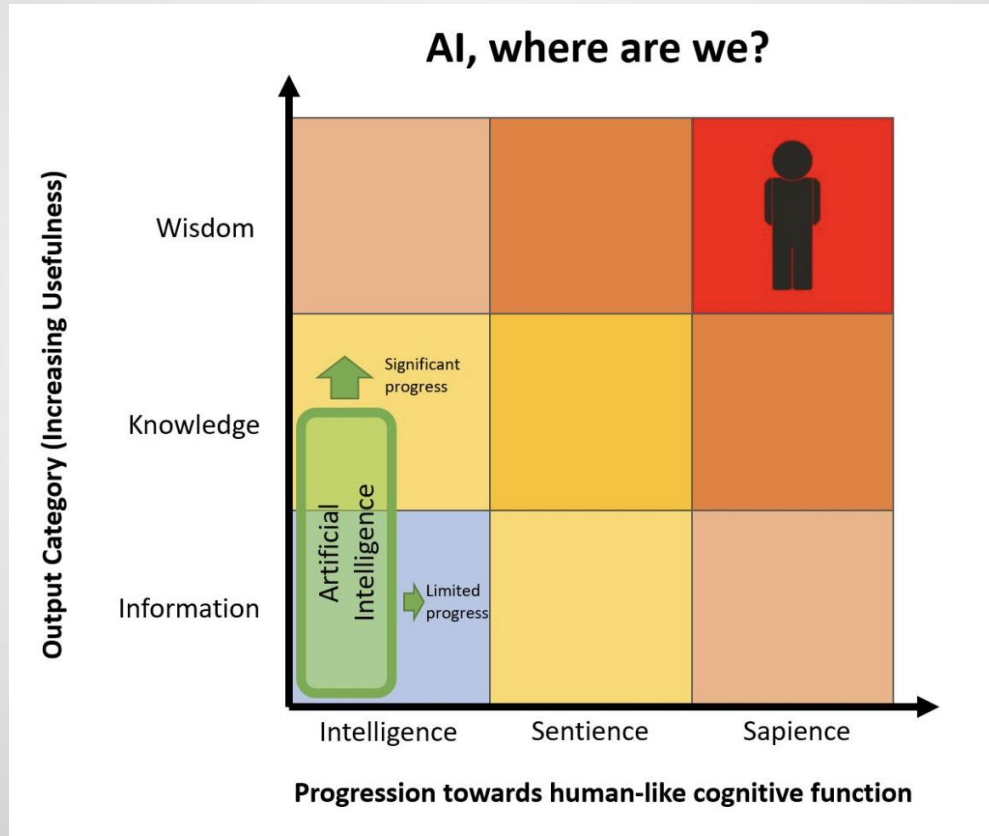 AI, where are we?
Output Category (Increasing Usefulness)
Wisdom
Significant
progress
Knowledge
Artificial
Intelligence
Limited
progress
Information
Intelligence
Sentience
Sapience
Progression towards human-like cognitive function